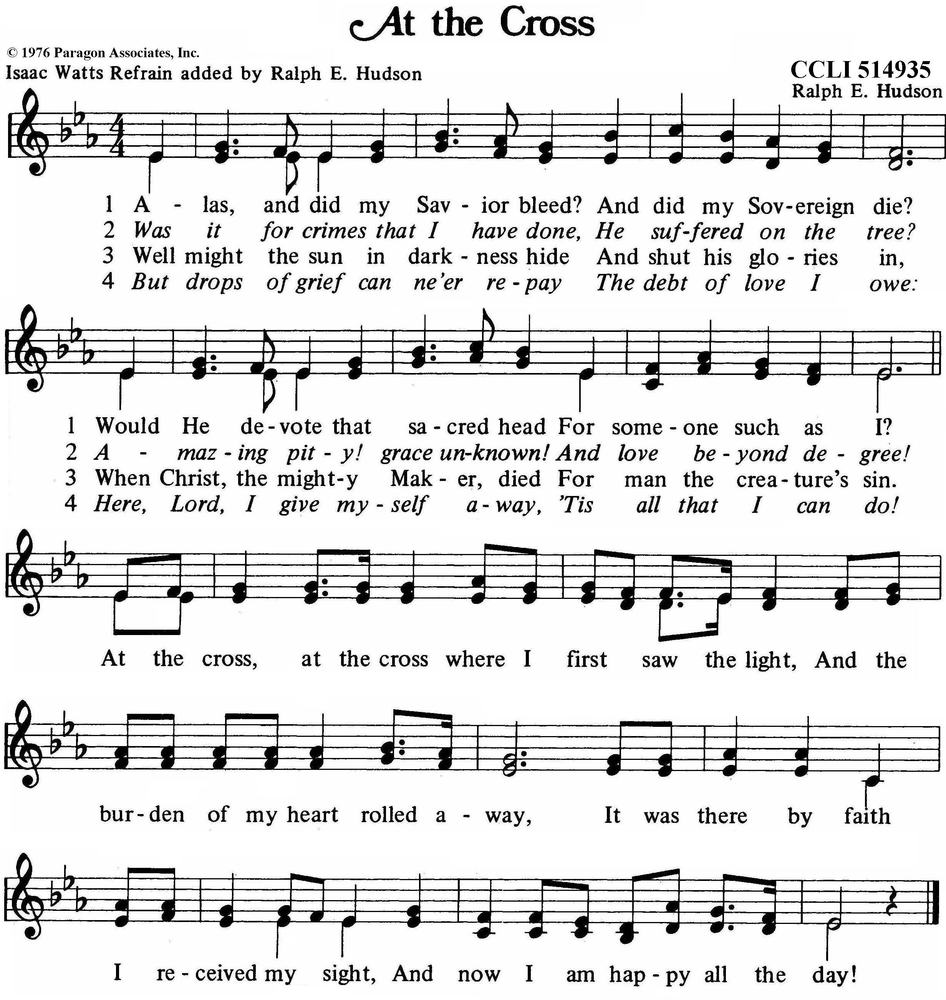 At the Cross
© 1976 Paragon Associates, Inc.
Isaac Watts Refrain added by Ralph E. Hudson
CCLI 514935
Ralph E. Hudson
4
4
1 A - las, and did my Sav - ior bleed? And did my Sov-ereign die?
2 Was it for crimes that I have done, He suf-fered on the tree?
3 Well might the sun in dark - ness hide And shut his glo - ries in,
4 But drops of grief can ne'er re - pay The debt of love I owe:
1 Would He de-vote that sa - cred head For some - one such as I?
2 A - maz - ing pit - y! grace un-known! And love be - yond de - gree!
3 When Christ, the might-y Mak - er, died For man the crea - ture's sin.
4 Here, Lord, I give my - self a - way, 'Tis all that I can do!
At the cross, at the cross where I first saw the light, And the
bur - den of my heart rolled a - way, It was there by faith
I re - ceived my sight, And now I am hap - py all the day!